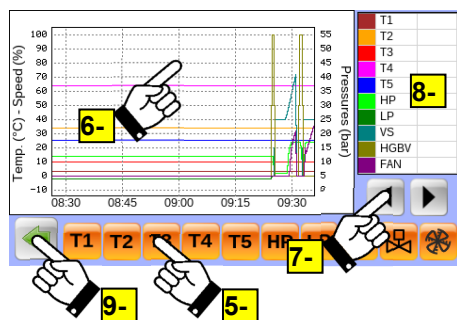 100 55 T1
90 50 T2
80 45 T3
70 40 T4
60 35 T5
50 30 HP
40 25 LP
30 20 VS
20 15 HGBV
10 10 FAN
0 5
-10
Temp. (°C) - Speed (%)
Pressures (bar)
08:30 08:45 09:00 09:15 09:30
6-
8-
T1 T2 T3 T4 T5 HP
7-
9-
5-